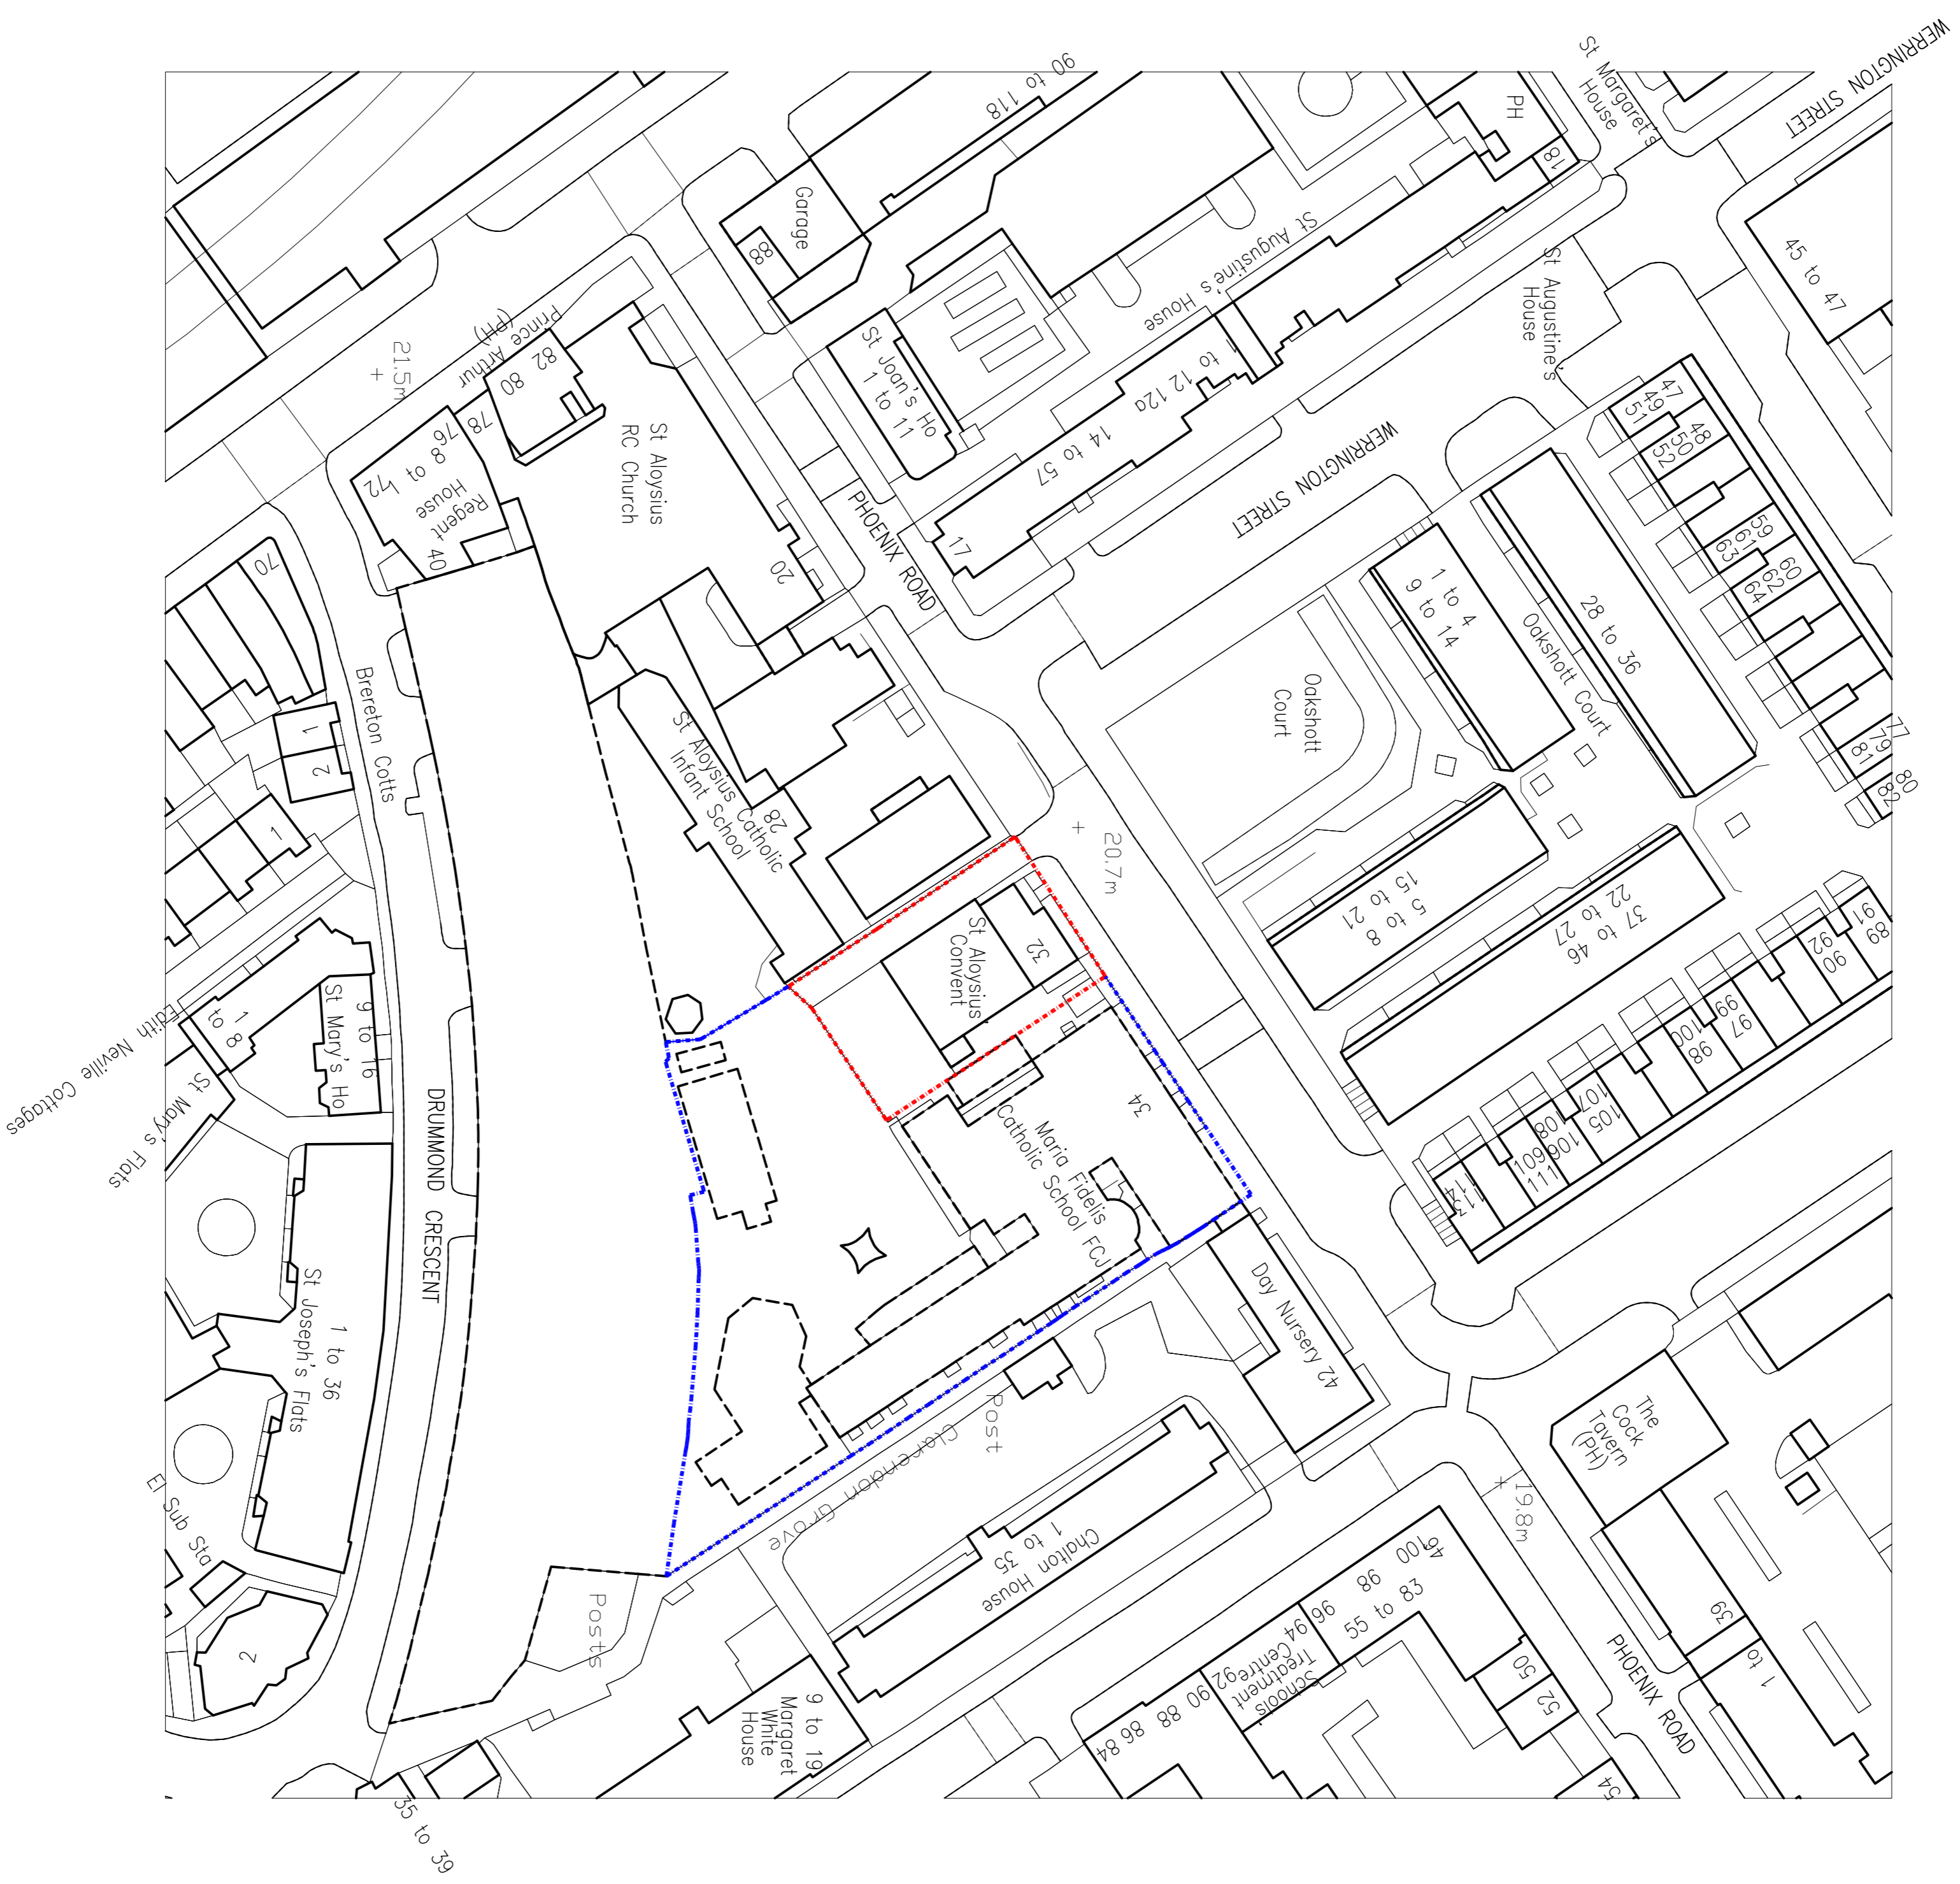 WERRINGTON STREET
St Margaret's
House
90 to 118
PH
18
Garage
88
45 to 47
St Augustine's House
St Augustine's
House
21.5m
Prince Arthur
(PH)
82
80
78
76
72 to 8
Regent
House
40
St Aloysius
RC Church
20
St Joan's Ho
1 to 11
1 to 12 12a
14 to 57
17
PHOENIX ROAD
WERRINGTON STREET
47
49
51
48
50
52
59
61
63
60
62
64
77
79
81
80
82
1 to 4
9 to 14
Oakshott Court
28 to 36
Oakshott
Court
70
1
2
1
Brereton Cotts
St Aloysius Catholic
Infant School
28
20.7m
15 to 21
5 to 8
22 to 27
37 to 46
St Aloysius'
Convent
32
91
89
92
90
99
97
100
98
107
105
108
106
109
111
114
113
Edith Neville Cottages
1
to 8
9 to 16
St Mary's Ho
St Mary's Flats
DRUMMOND CRESCENT
34
Maria Fidelis
Catholic School FCJ
Day Nursery
42
1 to 36
St Joseph's Flats
Post
Clarendon Grove
The
Cock
Tavern
(PH)
El Sub Sta
2
Posts
Chalton House
1 to 35
19.8m
46
100
98
96
94
92
90
88
86
84
55 to 83
Schools'
Treatment
Centre
50
52
54
39
1 to
PHOENIX ROAD
9 to 19
Margaret
White
House
35 to 39